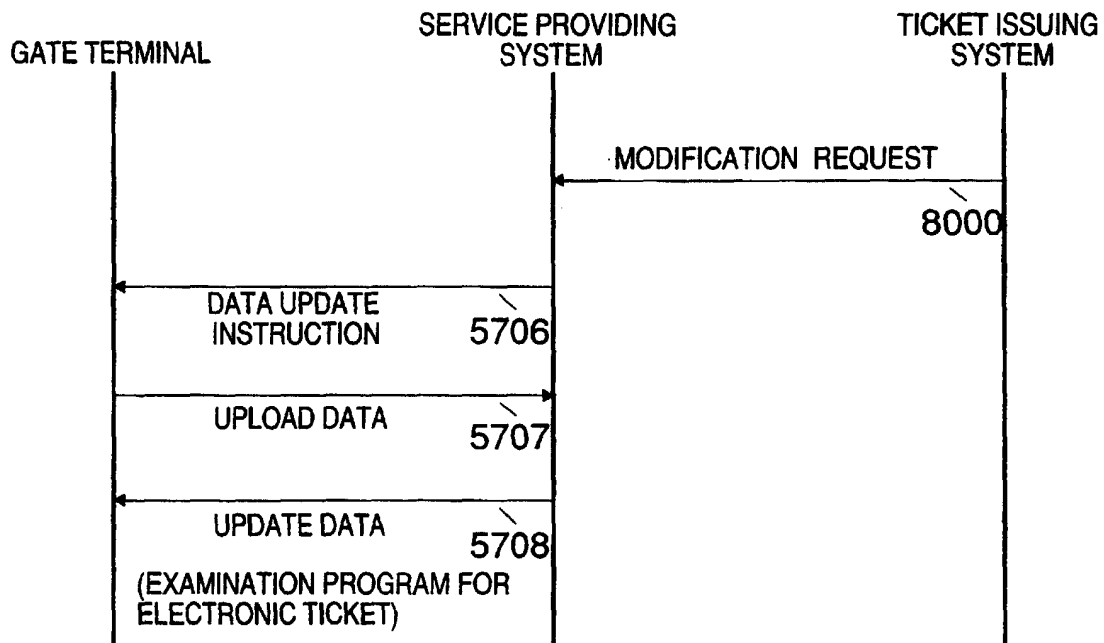 GATE TERMINAL
SERVICE PROVIDING
SYSTEM
TICKET ISSUING
SYSTEM
MODIFICATION REQUEST
8000
DATA UPDATE
INSTRUCTION
5706
UPLOAD DATA
5707
UPDATE DATA
5708
(EXAMINATION PROGRAM FOR
ELECTRONIC TICKET)